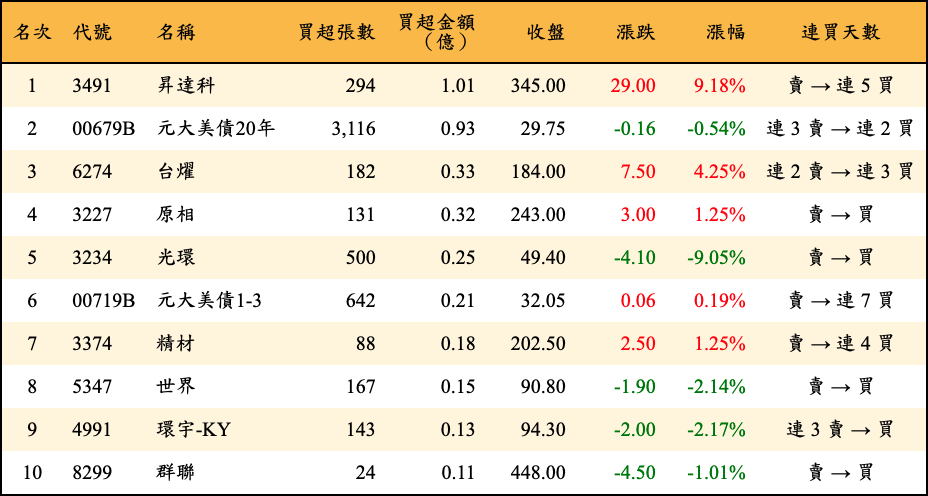 名次 代號 名稱 買超張數 買超金額（億） 收盤 漲跌 漲幅 連買天數
1 3491 昇達科 294 1.01 345.00 29.00 9.18% 賣 → 連 5 買
2 00679B 元大美債20年 3,116 0.93 29.75 -0.16 -0.54% 連 3 賣 → 連 2 買
3 6274 台燿 182 0.33 184.00 7.50 4.25% 連 2 賣 → 連 3 買
4 3227 原相 131 0.32 243.00 3.00 1.25% 賣 → 買
5 3234 光環 500 0.25 49.40 -4.10 -9.05% 賣 → 買
6 00719B 元大美債1-3 642 0.21 32.05 0.06 0.19% 賣 → 連 7 買
7 3374 精材 88 0.18 202.50 2.50 1.25% 賣 → 連 4 買
8 5347 世界 167 0.15 90.80 -1.90 -2.14% 賣 → 買
9 4991 環宇-KY 143 0.13 94.30 -2.00 -2.17% 連 3 賣 → 買
10 8299 群聯 24 0.11 448.00 -4.50 -1.01% 賣 → 買